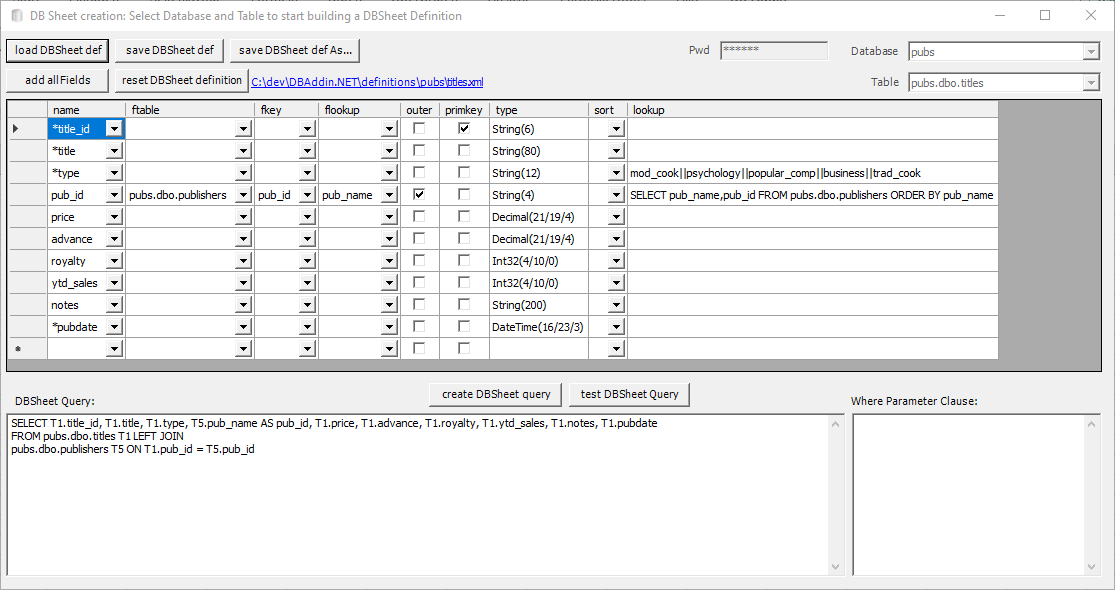 DB Sheet creation: Select Database and Table to start building a DBSheet Definition
load DBSheet def save DBSheet def save DBSheet def As... Pwd ****** Database pubs
add all Fields reset DBSheet definition C:\dev\DBAddin.NET\definitions\pubs\titles.xml Table pubs.dbo.titles
name ftable fkey flookup outer primkey type sort lookup
*title_id String(6)
*title String(80)
*type String(12) mod_cook||psychology||popular_comp||business||trad_cook
pub_id pubs.dbo.publishers pub_id pub_name String(4) SELECT pub_name,pub_id FROM pubs.dbo.publishers ORDER BY pub_name
price Decimal(21/19/4)
advance Decimal(21/19/4)
royalty Int32(4/10/0)
ytd_sales Int32(4/10/0)
notes String(200)
*pubdate DateTime(16/23/3)
*
DBSheet Query: create DBSheet query test DBSheet Query Where Parameter Clause:
SELECT T1.title_id, T1.title, T1.type, T5.pub_name AS pub_id, T1.price, T1.advance, T1.royalty, T1.ytd_sales, T1.notes, T1.pubdate
FROM pubs.dbo.titles T1 LEFT JOIN
pubs.dbo.publishers T5 ON T1.pub_id = T5.pub_id